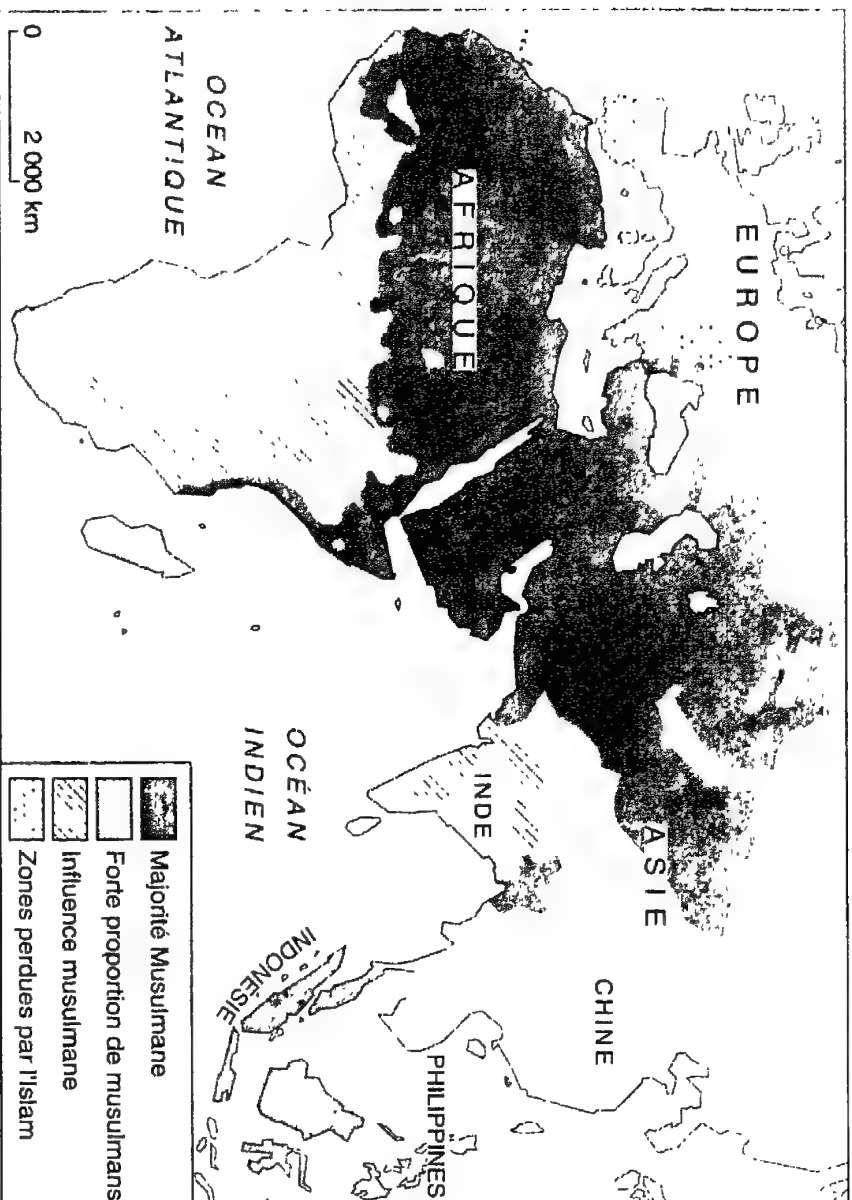 EUROPE
AFRIQUE
ASIE
CHINE
INDE
PHILIPPINES
INDONÉSIE
OCEAN
ATLANTIQUE
OCÉAN
INDIEN
0 2 000 km
Majorité Musulmane
Forte proportion de musulmans
Influence musulmane
Zones perdues par l'Islam